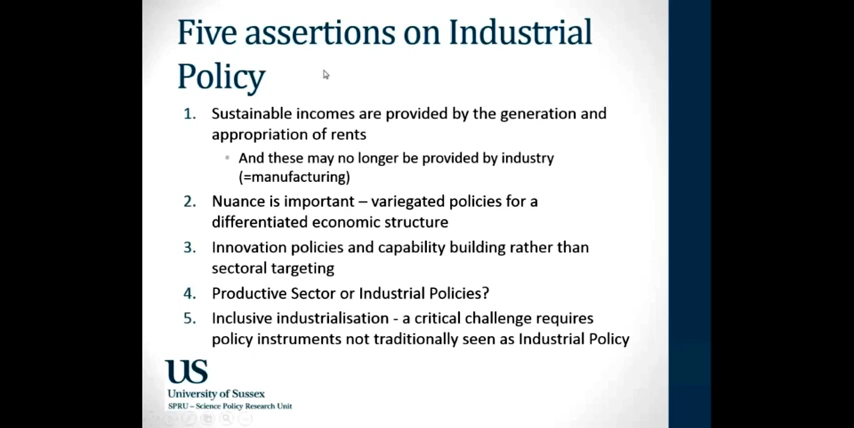 Five assertions on Industrial
Policy
1. Sustainable incomes are provided by the generation and
appropriation of rents
• And these may no longer be provided by industry
(=manufacturing)
2. Nuance is important – variegated policies for a
differentiated economic structure
3. Innovation policies and capability building rather than
sectoral targeting
4. Productive Sector or Industrial Policies?
5. Inclusive industrialisation - a critical challenge requires
policy instruments not traditionally seen as Industrial Policy
US
University of Sussex
SPRU – Science Policy Research Unit